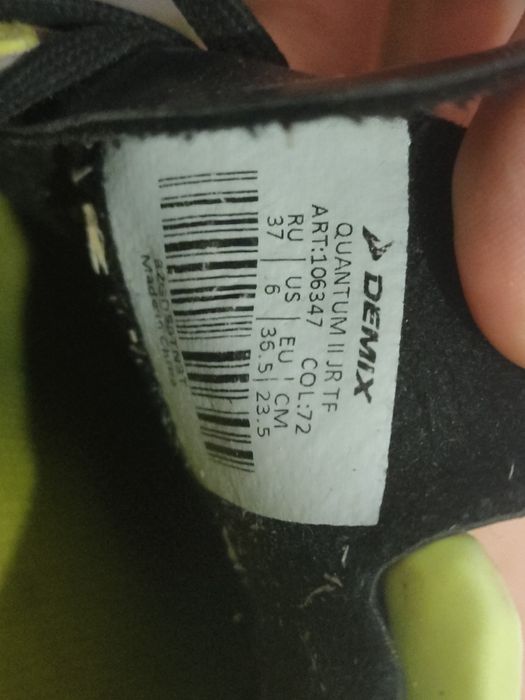 DEMIX
QUANTUM II JR TF
ART:106347 COL:72
RU | US | EU | CM
37 | 6 | 36.5 | 23.5
Made in China